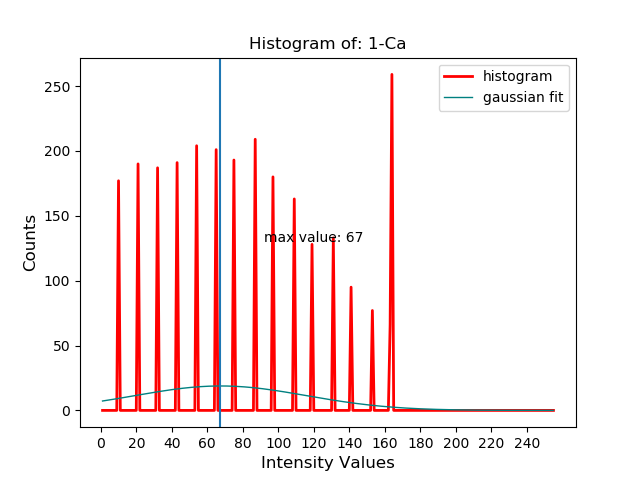 Histogram of: 1-Ca
histogram
gaussian fit
250
200
150
100
50
0
Counts
max value: 67
0 20 40 60 80 100 120 140 160 180 200 220 240
Intensity Values